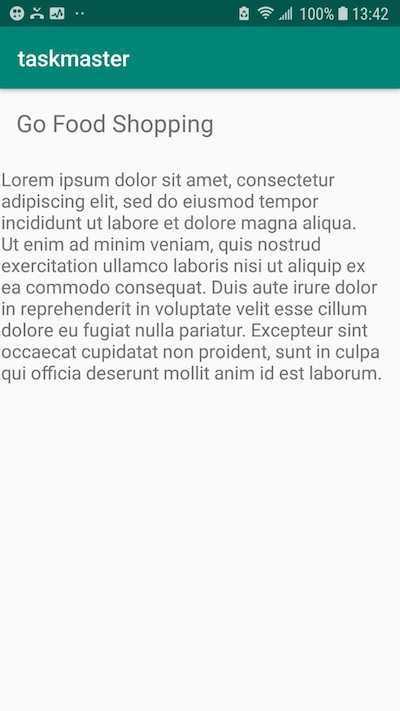 100% 13:42
taskmaster
Go Food Shopping
Lorem ipsum dolor sit amet, consectetur
adipiscing elit, sed do eiusmod tempor
incididunt ut labore et dolore magna aliqua.
Ut enim ad minim veniam, quis nostrud
exercitation ullamco laboris nisi ut aliquip ex
ea commodo consequat. Duis aute irure dolor
in reprehenderit in voluptate velit esse cillum
dolore eu fugiat nulla pariatur. Excepteur sint
occaecat cupidatat non proident, sunt in culpa
qui officia deserunt mollit anim id est laborum.